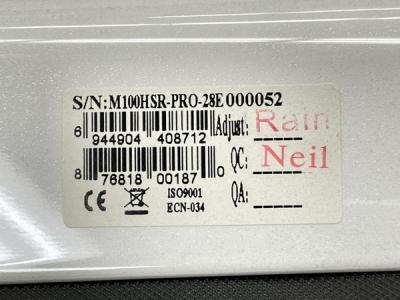 S/N:M100HSR-PRO-28E000052
6 944904 408712
Adjust: Rain
QC: Neil
8 76818 00187 0
QA:
CE
ISO9001
ECN-034